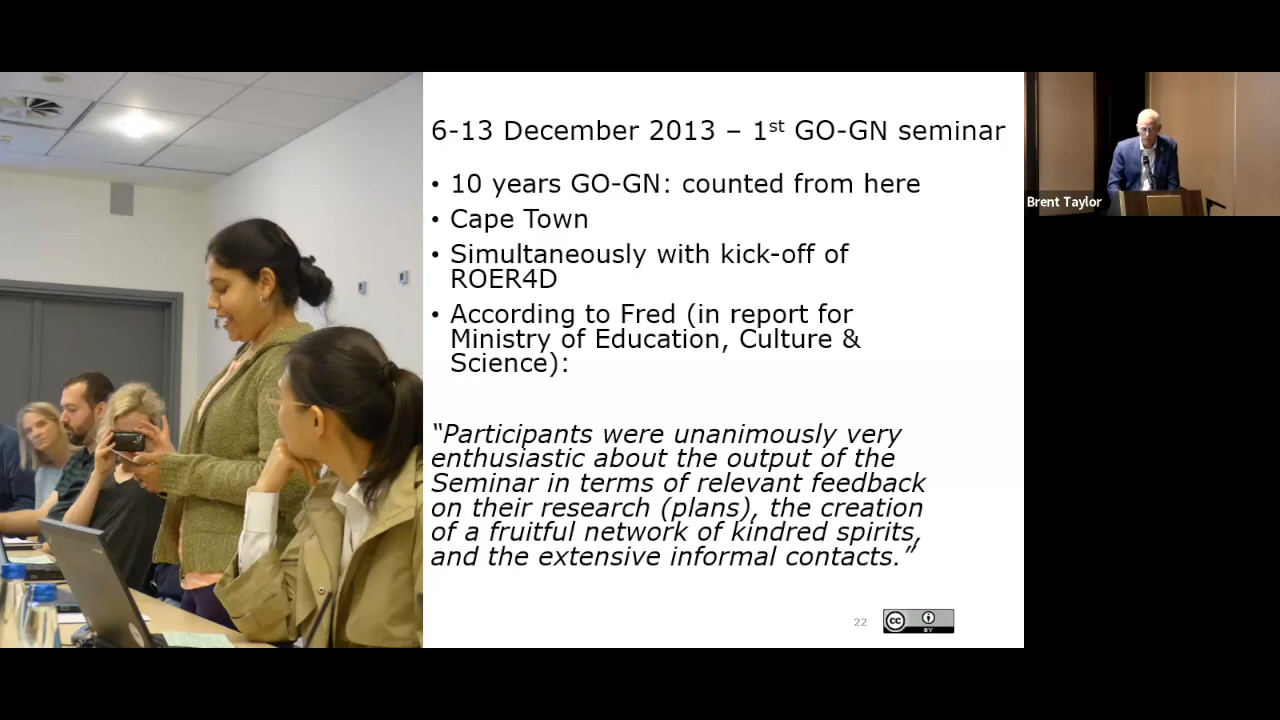 6-13 December 2013 – 1st GO-GN seminar
• 10 years GO-GN: counted from here
• Cape Town
• Simultaneously with kick-off of
ROER4D
• According to Fred (in report for
Ministry of Education, Culture &
Science):
“Participants were unanimously very
enthusiastic about the output of the
Seminar in terms of relevant feedback
on their research (plans), the creation
of a fruitful network of kindred spirits,
and the extensive informal contacts.”
22
cc
BY
Brent Taylor